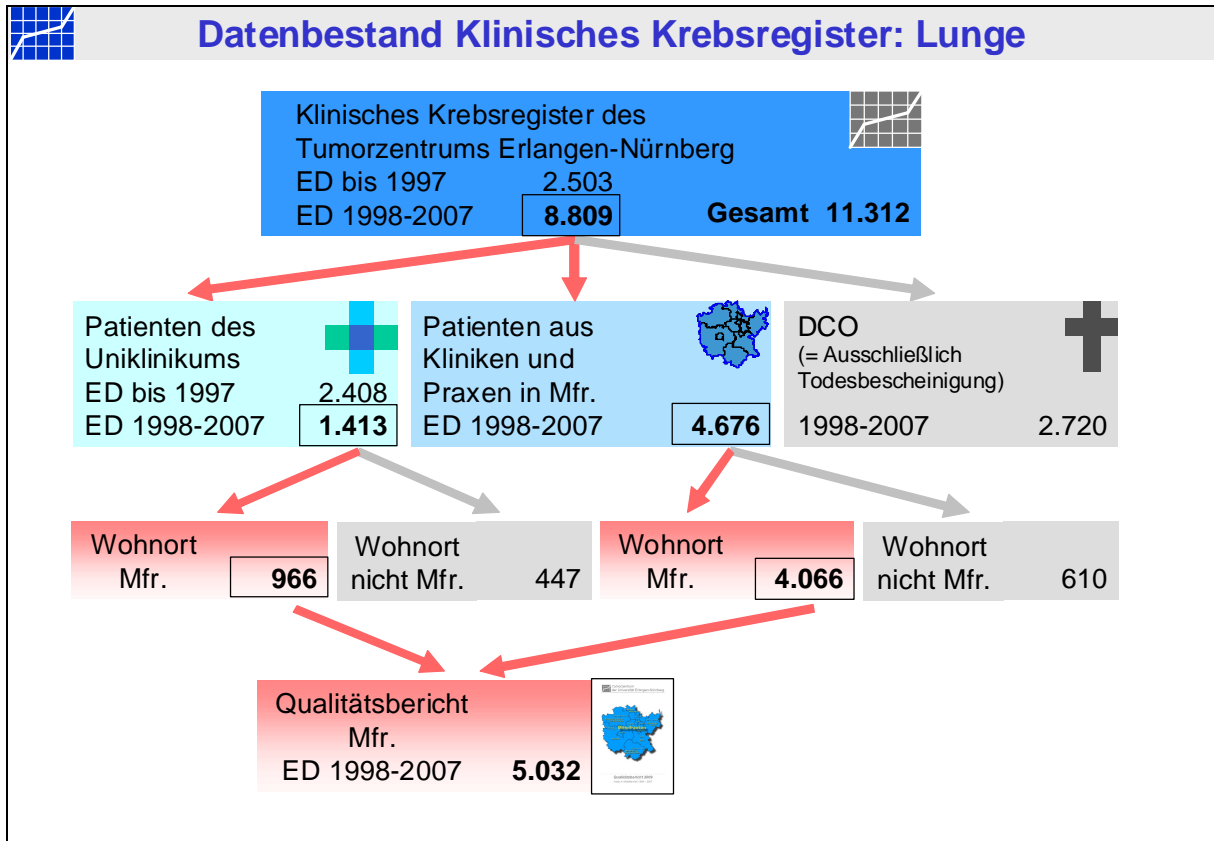 Datenbestand Klinisches Krebsregister: Lunge
Klinisches Krebsregister des
Tumorzentrums Erlangen-Nürnberg
ED bis 1997 2.503
ED 1998-2007 8.809 Gesamt 11.312
Patienten des
Uniklinikums
ED bis 1997 2.408
ED 1998-2007 1.413
Patienten aus
Kliniken und
Praxen in Mfr.
ED 1998-2007 4.676
DCO
(= Ausschließlich
Todesbescheinigung)
1998-2007 2.720
Wohnort
Mfr. 966
Wohnort
nicht Mfr. 447
Wohnort
Mfr. 4.066
Wohnort
nicht Mfr. 610
Qualitätsbericht
Mfr.
ED 1998-2007 5.032